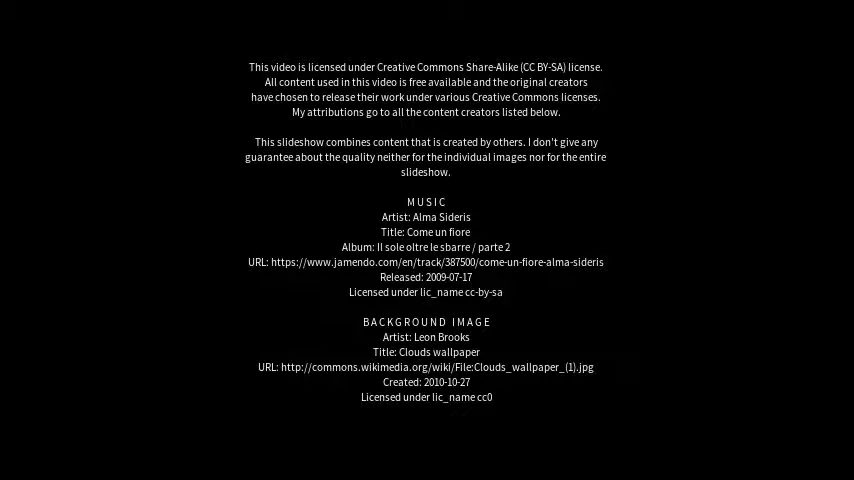 This video is licensed under Creative Commons Share-Alike (CC BY-SA) license.
All content used in this video is free available and the original creators
have chosen to release their work under various Creative Commons licenses.
My attributions go to all the content creators listed below.
This slideshow combines content that is created by others. I don't give any
guarantee about the quality neither for the individual images nor for the entire
slideshow.
MUSIC
Artist: Alma Sideris
Title: Come un fiore
Album: Il sole oltre le sbarre / parte 2
URL: https://www.jamendo.com/en/track/387500/come-un-fiore-alma-sideris
Released: 2009-07-17
Licensed under lic_name cc-by-sa
BACKGROUND IMAGE
Artist: Leon Brooks
Title: Clouds wallpaper
URL: http://commons.wikimedia.org/wiki/File:Clouds_wallpaper_(1).jpg
Created: 2010-10-27
Licensed under lic_name cc0